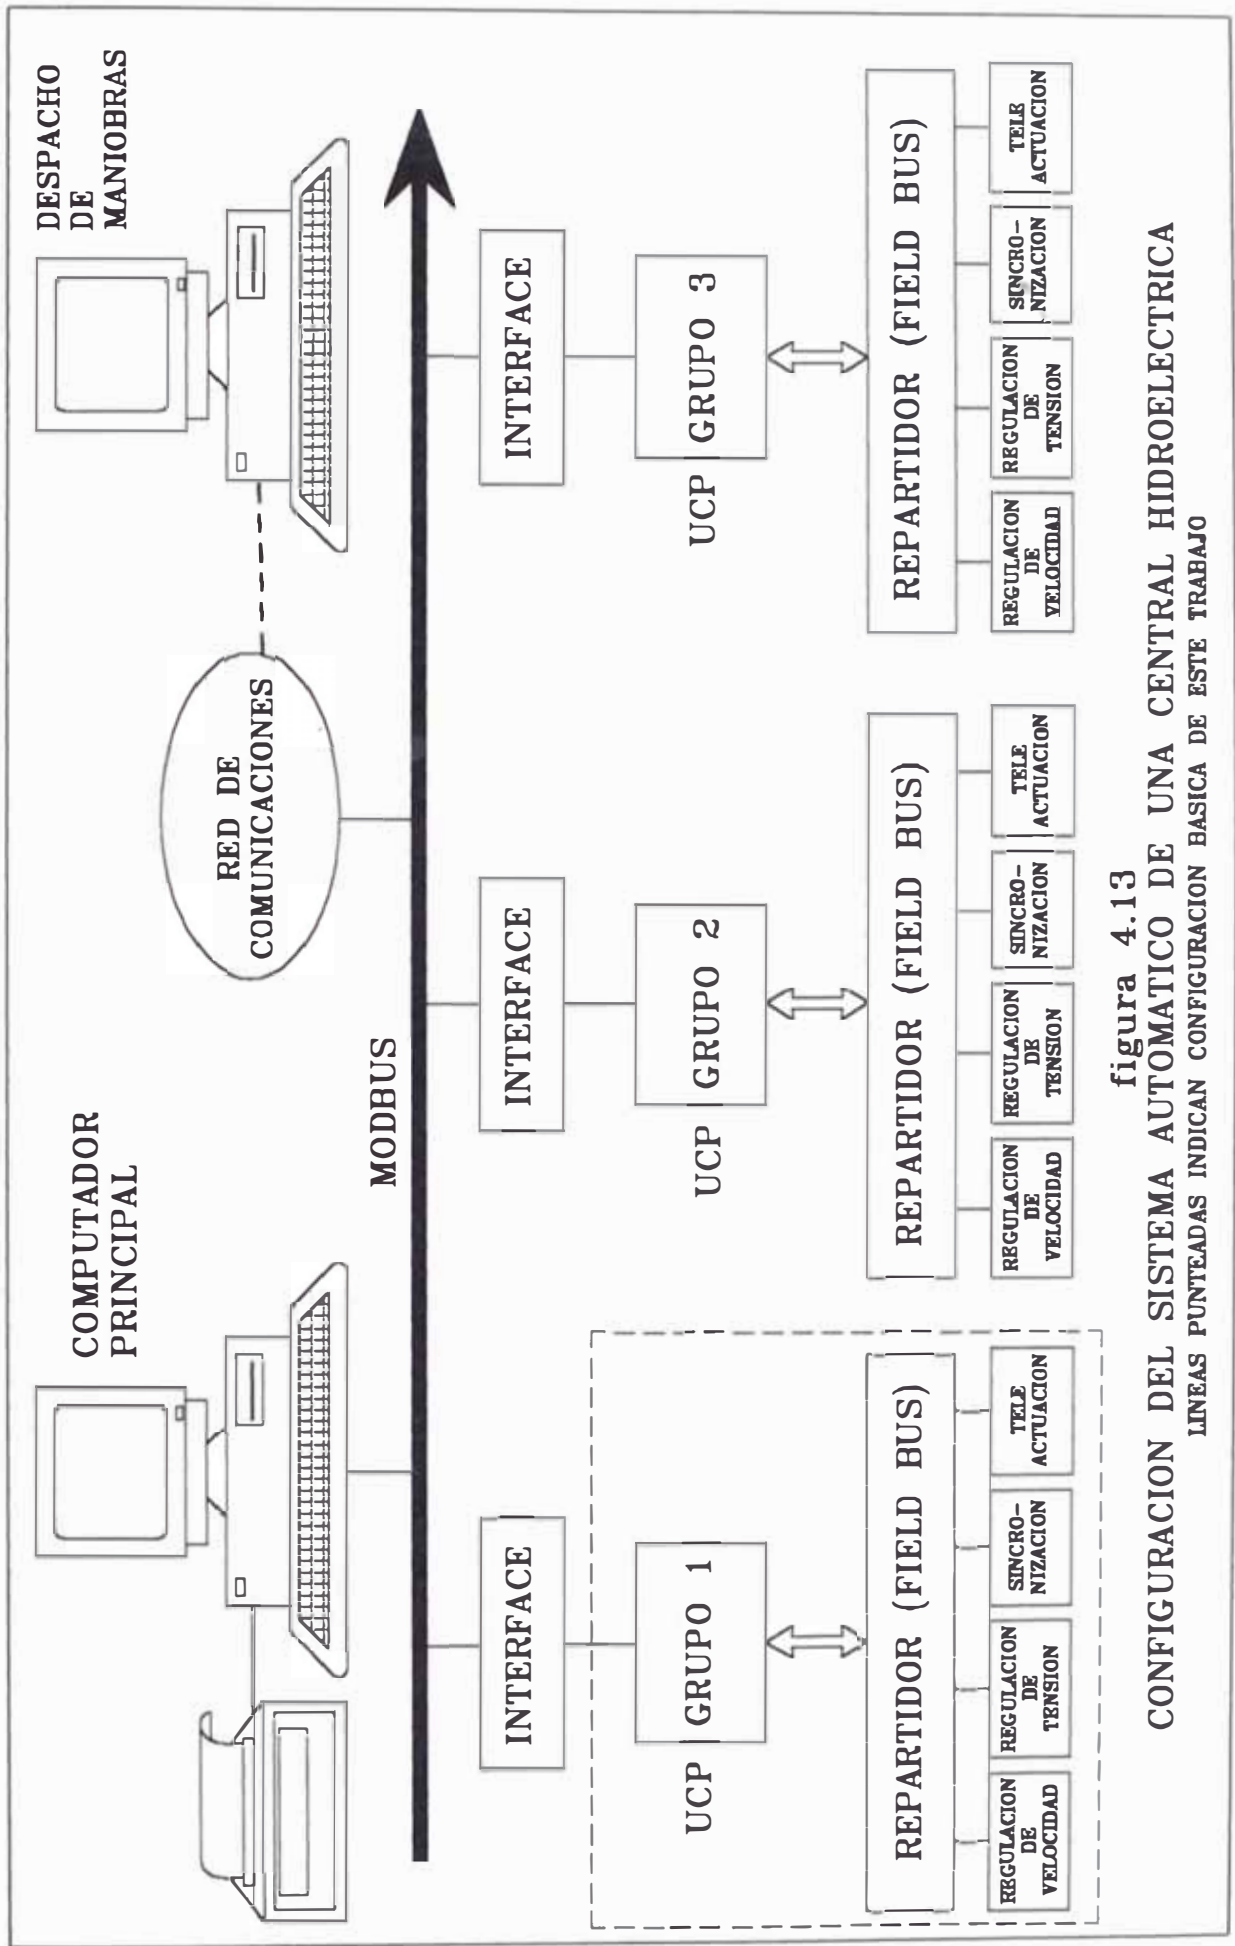 COMPUTADOR
PRINCIPAL
DESPACHO
DE
MANIOBRAS
RED DE
COMUNICACIONES
MODBUS
INTERFACE
INTERFACE
INTERFACE
UCP GRUPO 1
UCP GRUPO 2
UCP GRUPO 3
REPARTIDOR (FIELD BUS)
REPARTIDOR (FIELD BUS)
REPARTIDOR (FIELD BUS)
REGULACION
DE
VELOCIDAD
REGULACION
DE
TENSION
SINCRO-
NIZACION
TELE
ACTUACION
REGULACION
DE
VELOCIDAD
REGULACION
DE
TENSION
SINCRO-
NIZACION
TELE
ACTUACION
REGULACION
DE
VELOCIDAD
REGULACION
DE
TENSION
SINCRO-
NIZACION
TELE
ACTUACION
figura 4.13
CONFIGURACION DEL SISTEMA AUTOMATICO DE UNA CENTRAL HIDROELECTRICA
LINEAS PUNTEADAS INDICAN CONFIGURACION BASICA DE ESTE TRABAJO